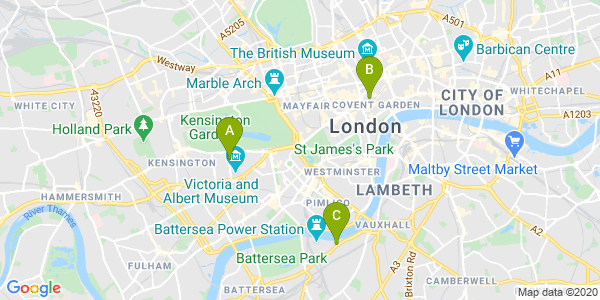 A5205
A501
The British Museum
Barbican Centre
Westway
A11
Marble Arch
B
WHITECHAPEL
CITY OF
LONDON
43220
WHITE CITY
MAYFAIR
COVENT GARDEN
A1203
Holland Park
Kensington
Gardens
A
London
St James's Park
KENSINGTON
WESTMINSTER
Maltby Street Market
HAMMERSMITH
Victoria and
Albert Museum
LAMBETH
PIMLICO
C
River Thames
Battersea Power Station
VAUXHALL
A2
FULHAM
Battersea Park
A3
Brixton Rd
CAMBERWELL
BATTERSEA
Google
Map data ©2020